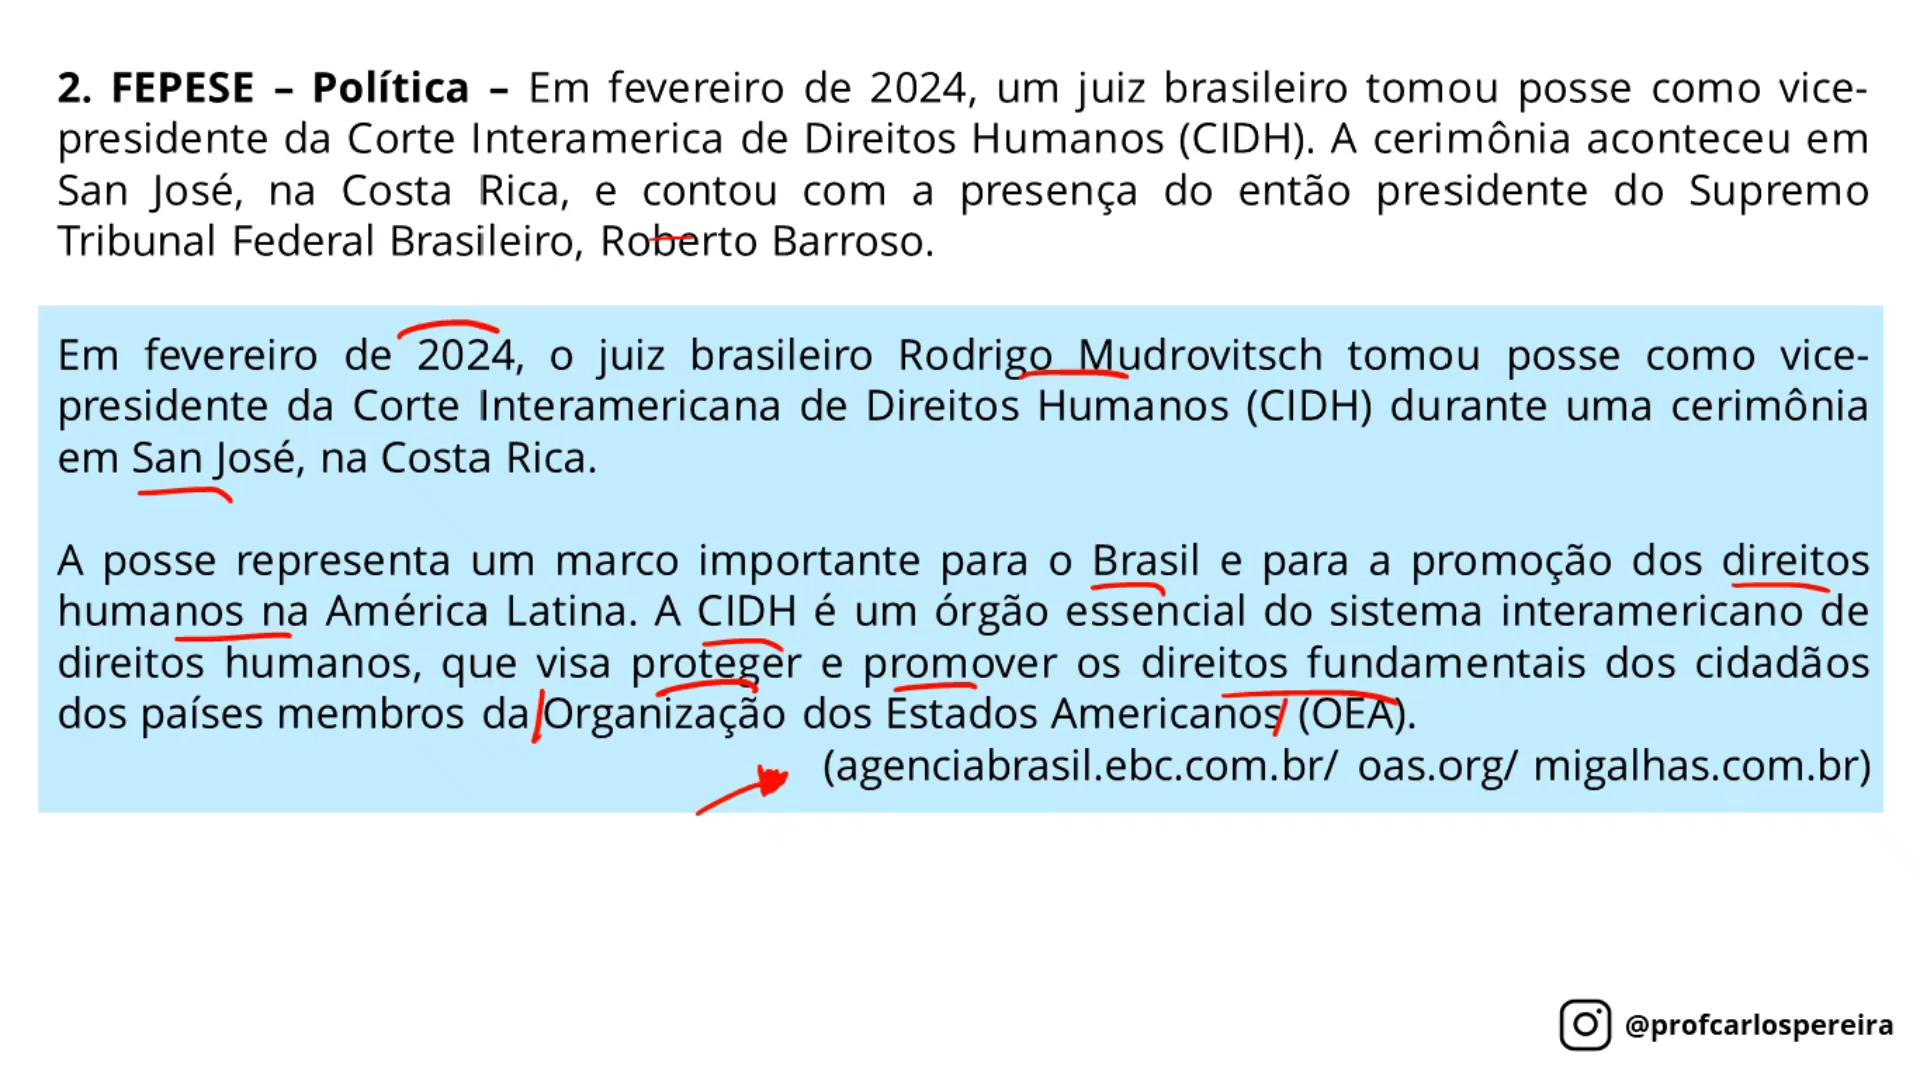 2. FEPESE – Política – Em fevereiro de 2024, um juiz brasileiro tomou posse como vice-
presidente da Corte Interamerica de Direitos Humanos (CIDH). A cerimônia aconteceu em
San José, na Costa Rica, e contou com a presença do então presidente do Supremo
Tribunal Federal Brasileiro, Roberto Barroso.
Em fevereiro de 2024, o juiz brasileiro Rodrigo Mudrovitsch tomou posse como vice-
presidente da Corte Interamericana de Direitos Humanos (CIDH) durante uma cerimônia
em San José, na Costa Rica.
A posse representa um marco importante para o Brasil e para a promoção dos direitos
humanos na América Latina. A CIDH é um órgão essencial do sistema interamericano de
direitos humanos, que visa proteger e promover os direitos fundamentais dos cidadãos
dos países membros da Organização dos Estados Americanos (OEA).
(agenciabrasil.ebc.com.br/ oas.org/ migalhas.com.br)
@profcarlospereira